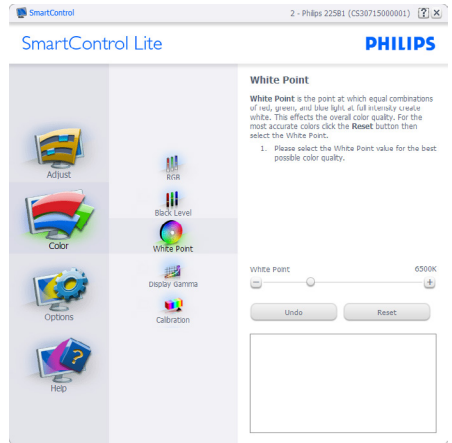 SmartControl
2 - Philips 225B1 (CS30715000001)
SmartControl Lite
PHILIPS
Adjust
Color
Options
Help
RGB
Black Level
White Point
Display Gamma
Calibration
White Point
White Point is the point at which equal combinations
of red, green, and blue light at full intensity create
white. This effects the overall color quality. For the
most accurate colors click the Reset button then
select the White Point.
1. Please select the White Point value for the best
possible color quality.
White Point 6500K
Undo Reset